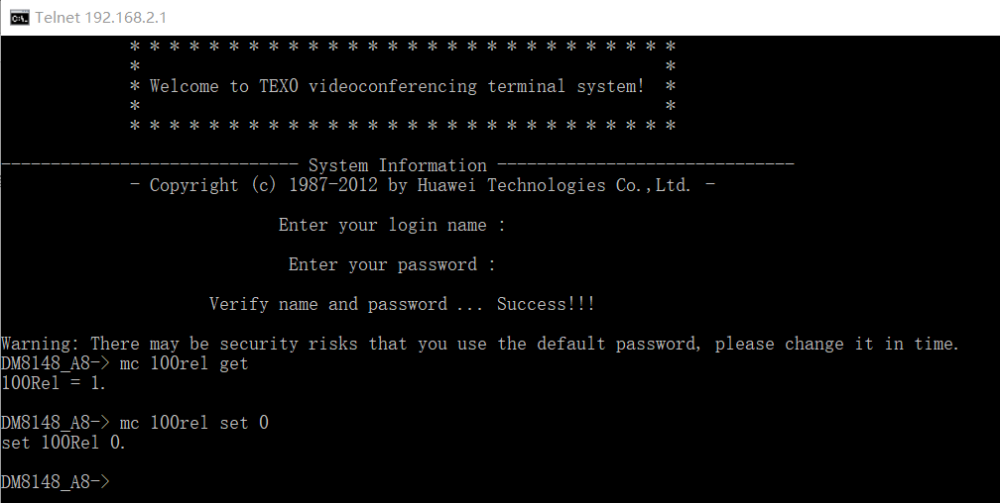 Telnet 192.168.2.1
* * * * * * * * * * * * * * * * * * * * * * * * * * * *
* *
* Welcome to TEXO videoconferencing terminal system! *
* *
* * * * * * * * * * * * * * * * * * * * * * * * * * * *
------------------------------ System Information ------------------------------
- Copyright (c) 1987-2012 by Huawei Technologies Co.,Ltd. -
Enter your login name :
Enter your password :
Verify name and password ... Success!!!
Warning: There may be security risks that you use the default password, please change it in time.
DM8148_A8-> mc 100rel get
100Rel = 1.
DM8148_A8-> mc 100rel set 0
set 100Rel 0.
DM8148_A8->